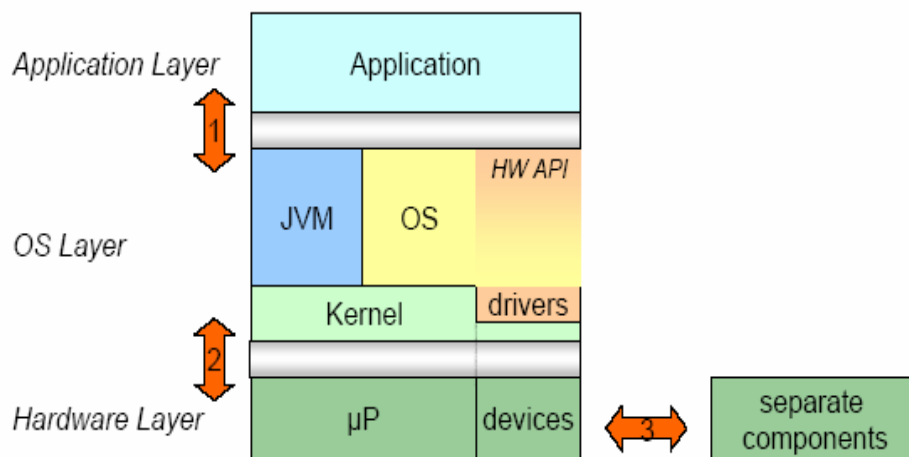 Application Layer
Application
1
HW API
JVM
OS
OS Layer
drivers
Kernel
2
Hardware Layer
µP
devices
3
separate
components